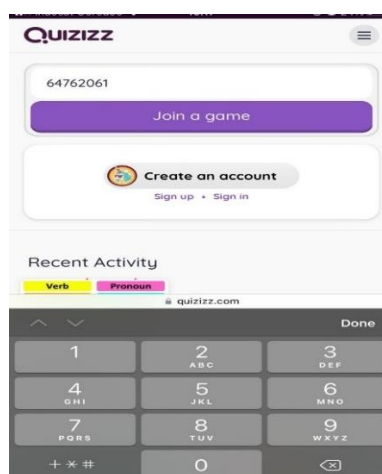 QUIZIZZ
64762061
Join a game
Create an account
Sign up • Sign in
Recent Activity
Verb Pronoun
quizizz.com
Done
1 2 3
ABC DEF
4 5 6
GHI JKL MNO
7 8 9
PQRS TUV WXYZ
+ * # 0